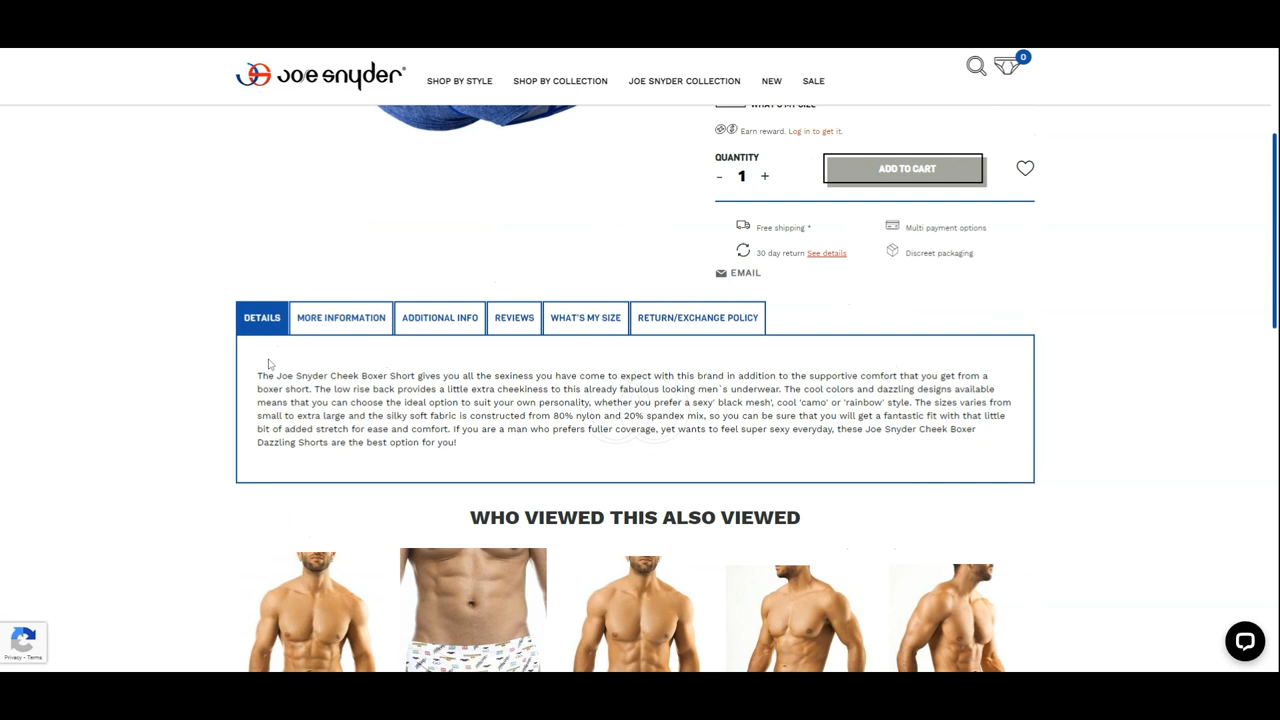 Joe snyder
SHOP BY STYLE
SHOP BY COLLECTION
JOE SNYDER COLLECTION
NEW
SALE
0
WHAT'S MY SIZE
Earn reward. Log in to get it.
QUANTITY
- 1 +
ADD TO CART
Free shipping *
Multi payment options
30 day return See details
Discreet packaging
EMAIL
DETAILS
MORE INFORMATION
ADDITIONAL INFO
REVIEWS
WHAT'S MY SIZE
RETURN/EXCHANGE POLICY
The Joe Snyder Cheek Boxer Short gives you all the sexiness you have come to expect with this brand in addition to the supportive comfort that you get from a
boxer short. The low rise back provides a little extra cheekiness to this already fabulous looking men`s underwear. The cool colors and dazzling designs available
means that you can choose the ideal option to suit your own personality, whether you prefer a sexy' black mesh', cool 'camo' or 'rainbow' style. The sizes varies from
small to extra large and the silky soft fabric is constructed from 80% nylon and 20% spandex mix, so you can be sure that you will get a fantastic fit with that little
bit of added stretch for ease and comfort. If you are a man who prefers fuller coverage, yet wants to feel super sexy everyday, these Joe Snyder Cheek Boxer
Dazzling Shorts are the best option for you!
WHO VIEWED THIS ALSO VIEWED
Privacy - Terms